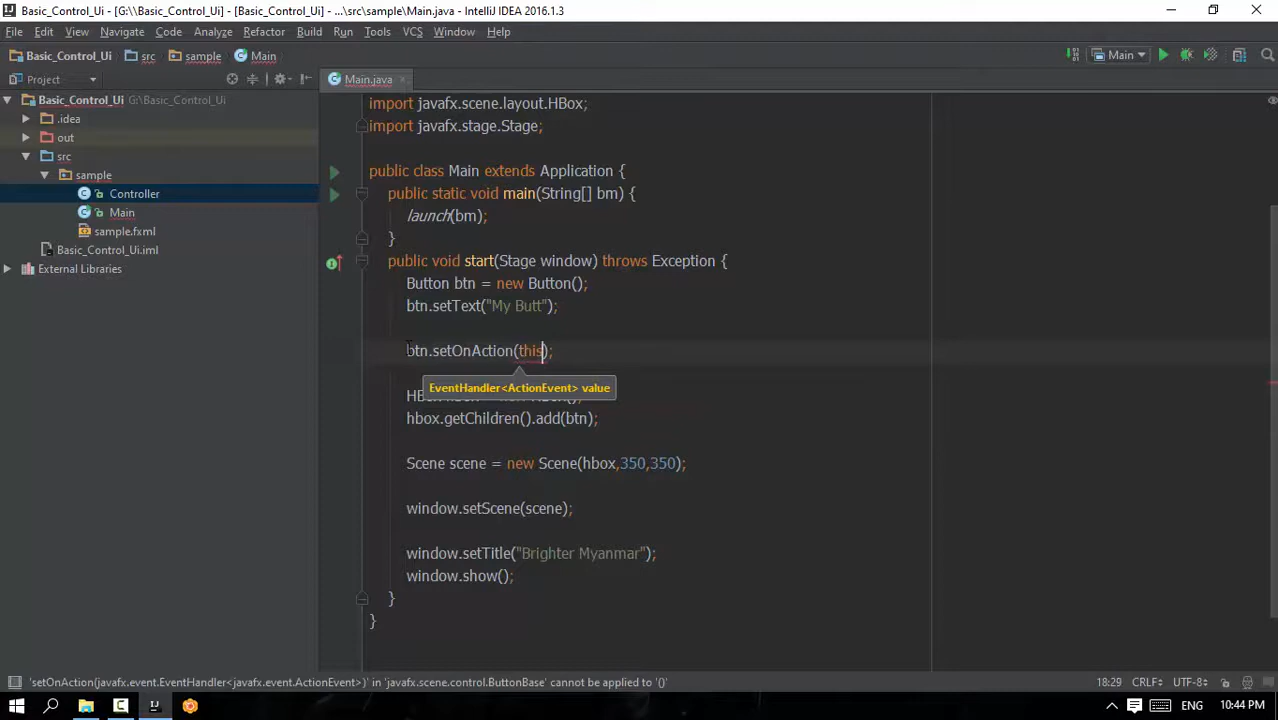 Basic_Control_Ui - [G:\\Basic_Control_Ui] - [Basic_Control_Ui] - ...\src\sample\Main.java - IntelliJ IDEA 2016.1.3
File Edit View Navigate Code Analyze Refactor Build Run Tools VCS Window Help
Basic_Control_Ui src sample Main
Main
Project
Main.java
Basic_Control_Ui G:\Basic_Control_Ui
.idea
out
src
sample
Controller
Main
sample.fxml
Basic_Control_Ui.iml
External Libraries
import javafx.scene.layout.HBox;
import javafx.stage.Stage;
public class Main extends Application {
public static void main(String[] bm) {
launch(bm);
}
public void start(Stage window) throws Exception {
Button btn = new Button();
btn.setText("My Butt");
btn.setOnAction(this);
EventHandler<ActionEvent> value
hbox.getChildren().add(btn);
Scene scene = new Scene(hbox,350,350);
window.setScene(scene);
window.setTitle("Brighter Myanmar");
window.show();
}
}
'setOnAction(javafx.event.EventHandler<javafx.event.ActionEvent>)' in 'javafx.scene.control.ButtonBase' cannot be applied to '()'
18:29 CRLF÷ UTF-8÷
ENG 10:44 PM